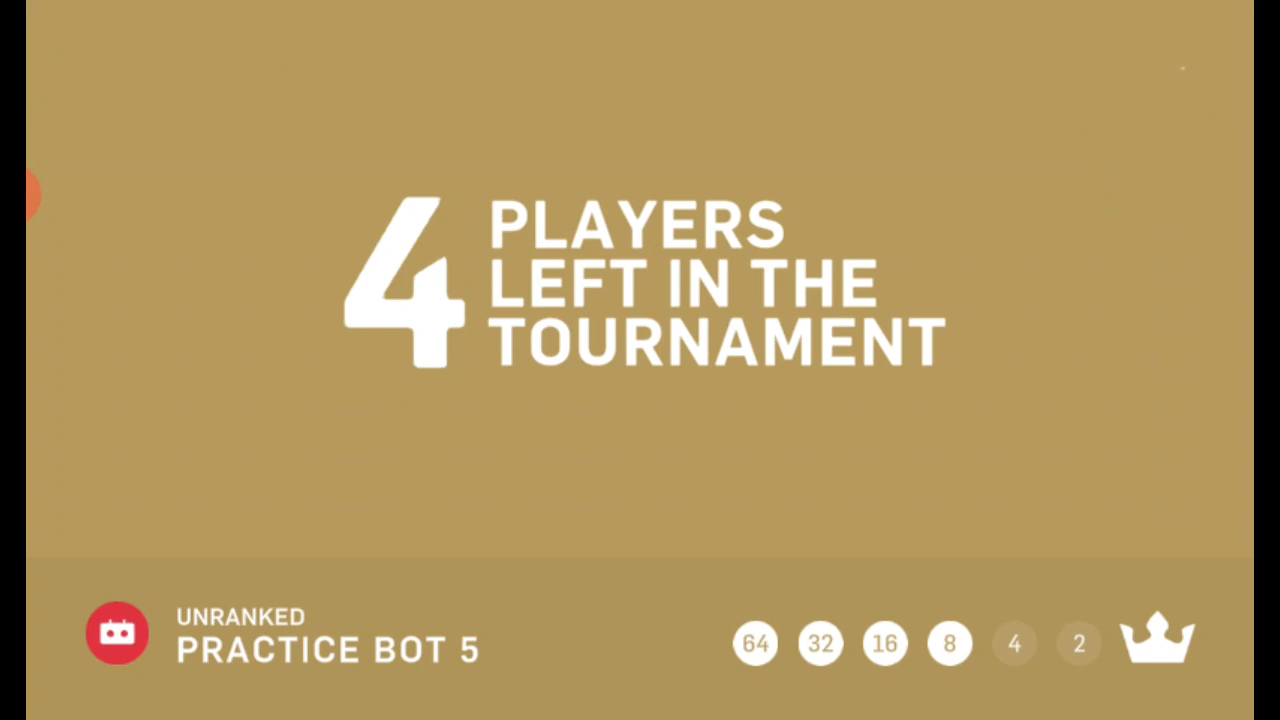 4
PLAYERS
LEFT IN THE
TOURNAMENT
UNRANKED
PRACTICE BOT 5
64 32 16 8 4 2